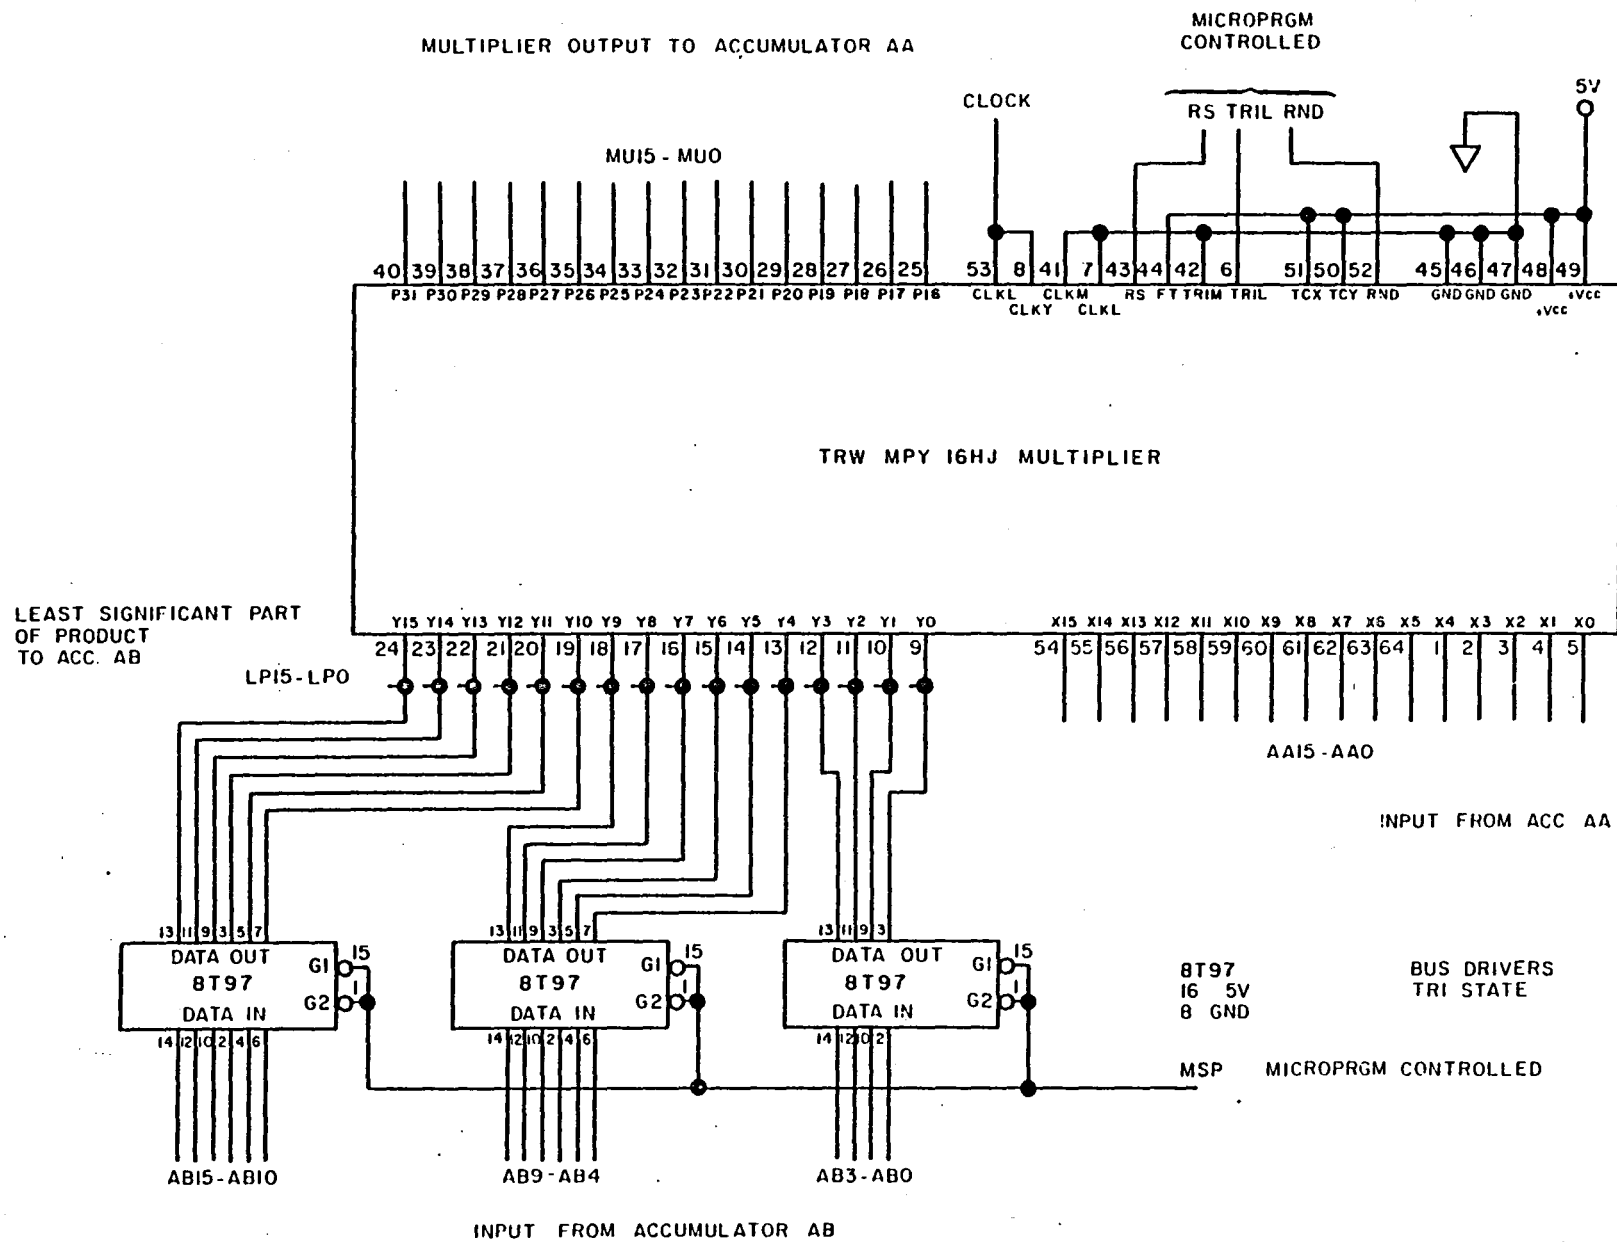 MICROPRGM
CONTROLLED
MULTIPLIER OUTPUT TO ACCUMULATOR AA
5V
CLOCK
RS TRIL RND
MU15 - MU0
40 39 38 37 36 35 34 33 32 31 30 29 28 27 26 25 53 8 41 7 43 44 42 6 51 50 52 45 46 47 48 49
P31 P30 P29 P28 P27 P26 P25 P24 P23 P22 P21 P20 P19 P18 P17 P16 CLKL CLKM RS FT TRIM TRIL TCX TCY RND GND GND GND +VCC
CLKY CLKL +VCC
TRW MPY 16HJ MULTIPLIER
LEAST SIGNIFICANT PART
OF PRODUCT
TO ACC. AB
Y15 Y14 Y13 Y12 Y11 Y10 Y9 Y8 Y7 Y6 Y5 Y4 Y3 Y2 Y1 Y0 X15 X14 X13 X12 X11 X10 X9 X8 X7 X6 X5 X4 X3 X2 X1 X0
24 23 22 21 20 19 18 17 16 15 14 13 12 11 10 9 54 55 56 57 58 59 60 61 62 63 64 1 2 3 4 5
LP15-LP0
AA15-AA0
INPUT FROM ACC AA
13 11 9 3 5 7 13 11 9 3 5 7 13 11 9 3
DATA OUT G1 15 DATA OUT G1 15 DATA OUT G1 15
8T97 8T97 8T97
DATA IN G2 1 DATA IN G2 1 DATA IN G2 1
14 12 10 2 4 6 14 12 10 2 4 6 14 12 10 2
8T97 BUS DRIVERS
16 5V TRI STATE
8 GND
MSP MICROPRGM CONTROLLED
AB15-AB10 AB9-AB4 AB3-AB0
INPUT FROM ACCUMULATOR AB